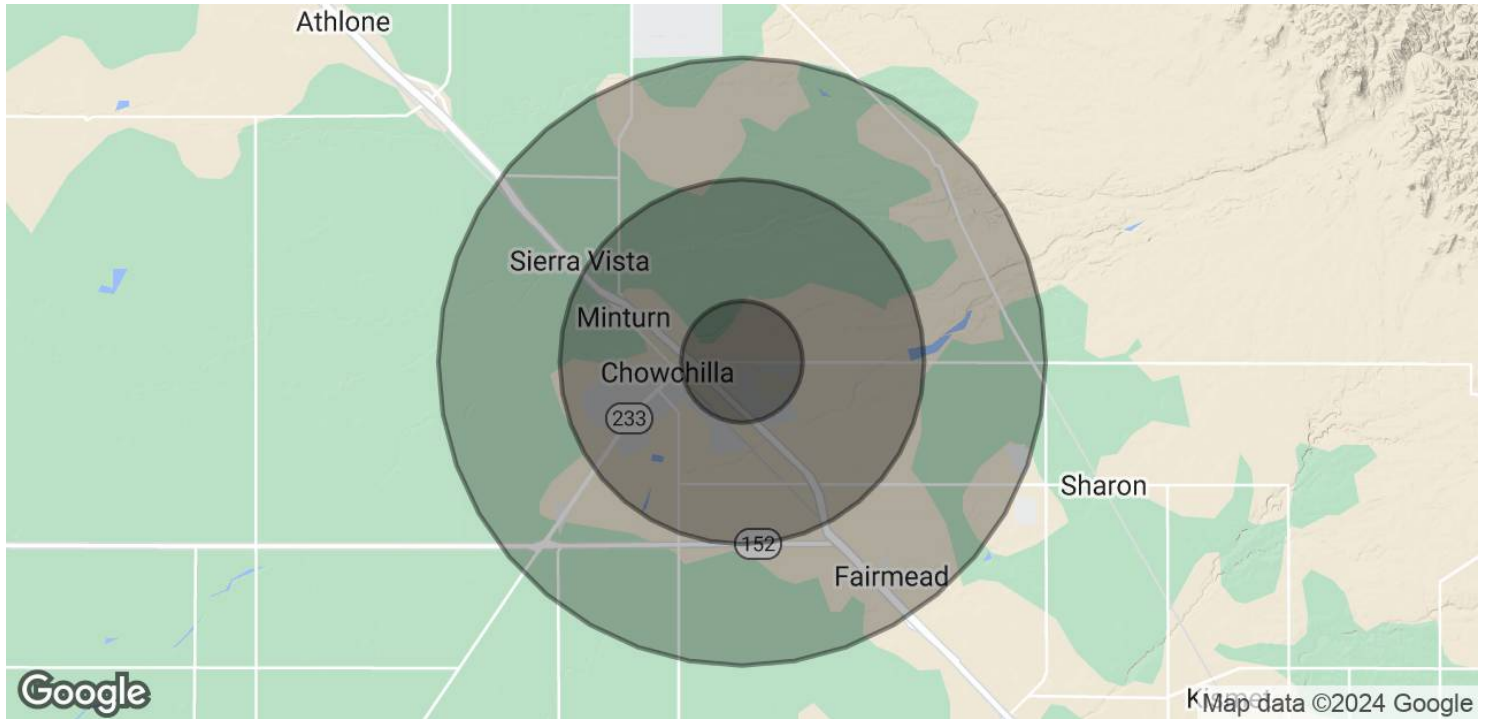 Athlone
Sierra Vista
Minturn
Chowchilla
233
Sharon
152
Fairmead
Google
Map data ©2024 Google